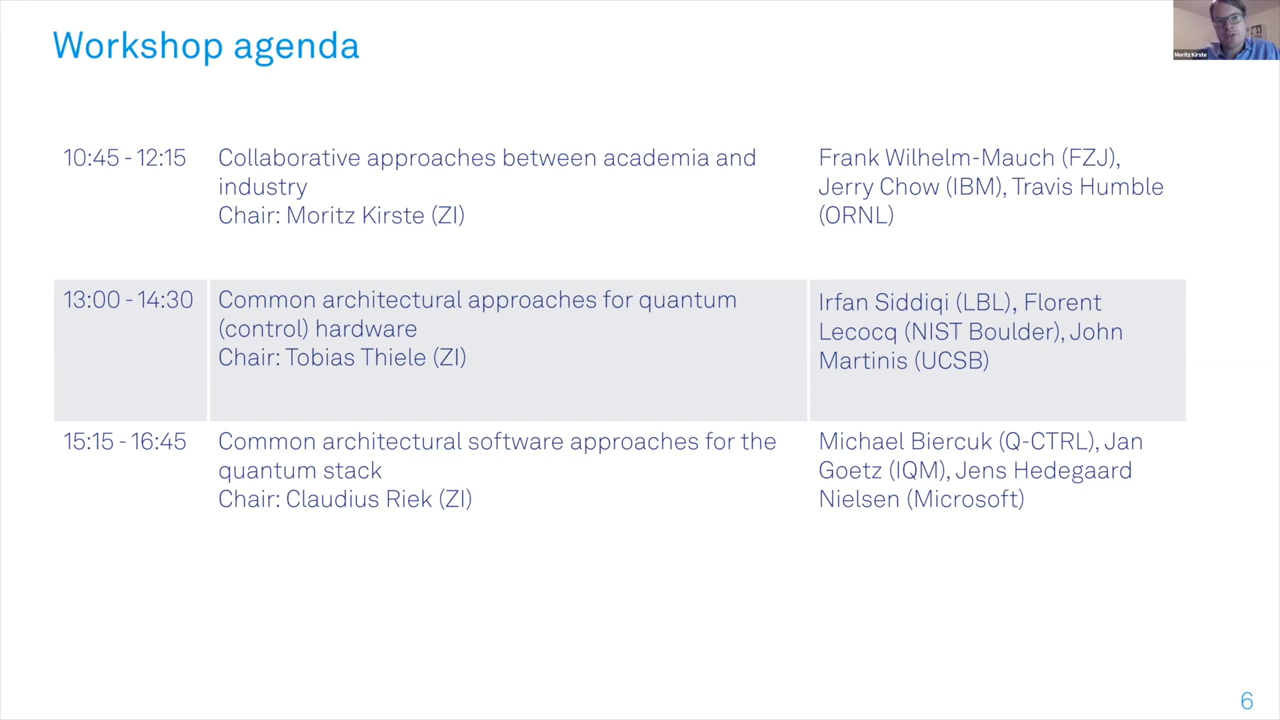 Workshop agenda
Moritz Kirste
10:45 - 12:15
Collaborative approaches between academia and
industry
Chair: Moritz Kirste (ZI)
Frank Wilhelm-Mauch (FZJ),
Jerry Chow (IBM), Travis Humble
(ORNL)
13:00 - 14:30
Common architectural approaches for quantum
(control) hardware
Chair: Tobias Thiele (ZI)
Irfan Siddiqi (LBL), Florent
Lecocq (NIST Boulder), John
Martinis (UCSB)
15:15 - 16:45
Common architectural software approaches for the
quantum stack
Chair: Claudius Riek (ZI)
Michael Biercuk (Q-CTRL), Jan
Goetz (IQM), Jens Hedegaard
Nielsen (Microsoft)
6